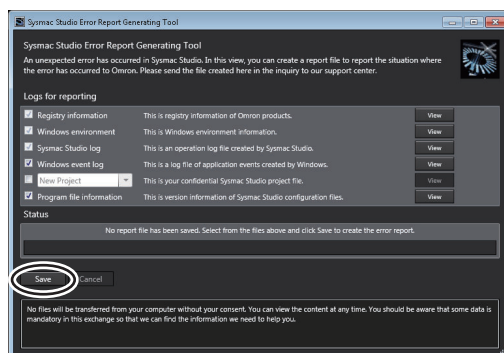 Sysmac Studio Error Report Generating Tool
Sysmac Studio Error Report Generating Tool
An unexpected error has occurred in Sysmac Studio. In this view, you can create a report file to report the situation where
the error has occurred to Omron. Please send the file created here in the inquiry to our support center.
Logs for reporting
Registry information This is registry information of Omron products. View
Windows environment This is Windows environment information. View
Sysmac Studio log This is an operation log file created by Sysmac Studio. View
Windows event log This is a log file of application events created by Windows. View
New Project This is your confidential Sysmac Studio project file. View
Program file information This is version information of Sysmac Studio configuration files. View
Status
No report file has been saved. Select from the files above and click Save to create the error report.
Save Cancel
No files will be transferred from your computer without your consent. You can view the content at any time. You should be aware that some data is
mandatory in this exchange so that we can find the information we need to help you.